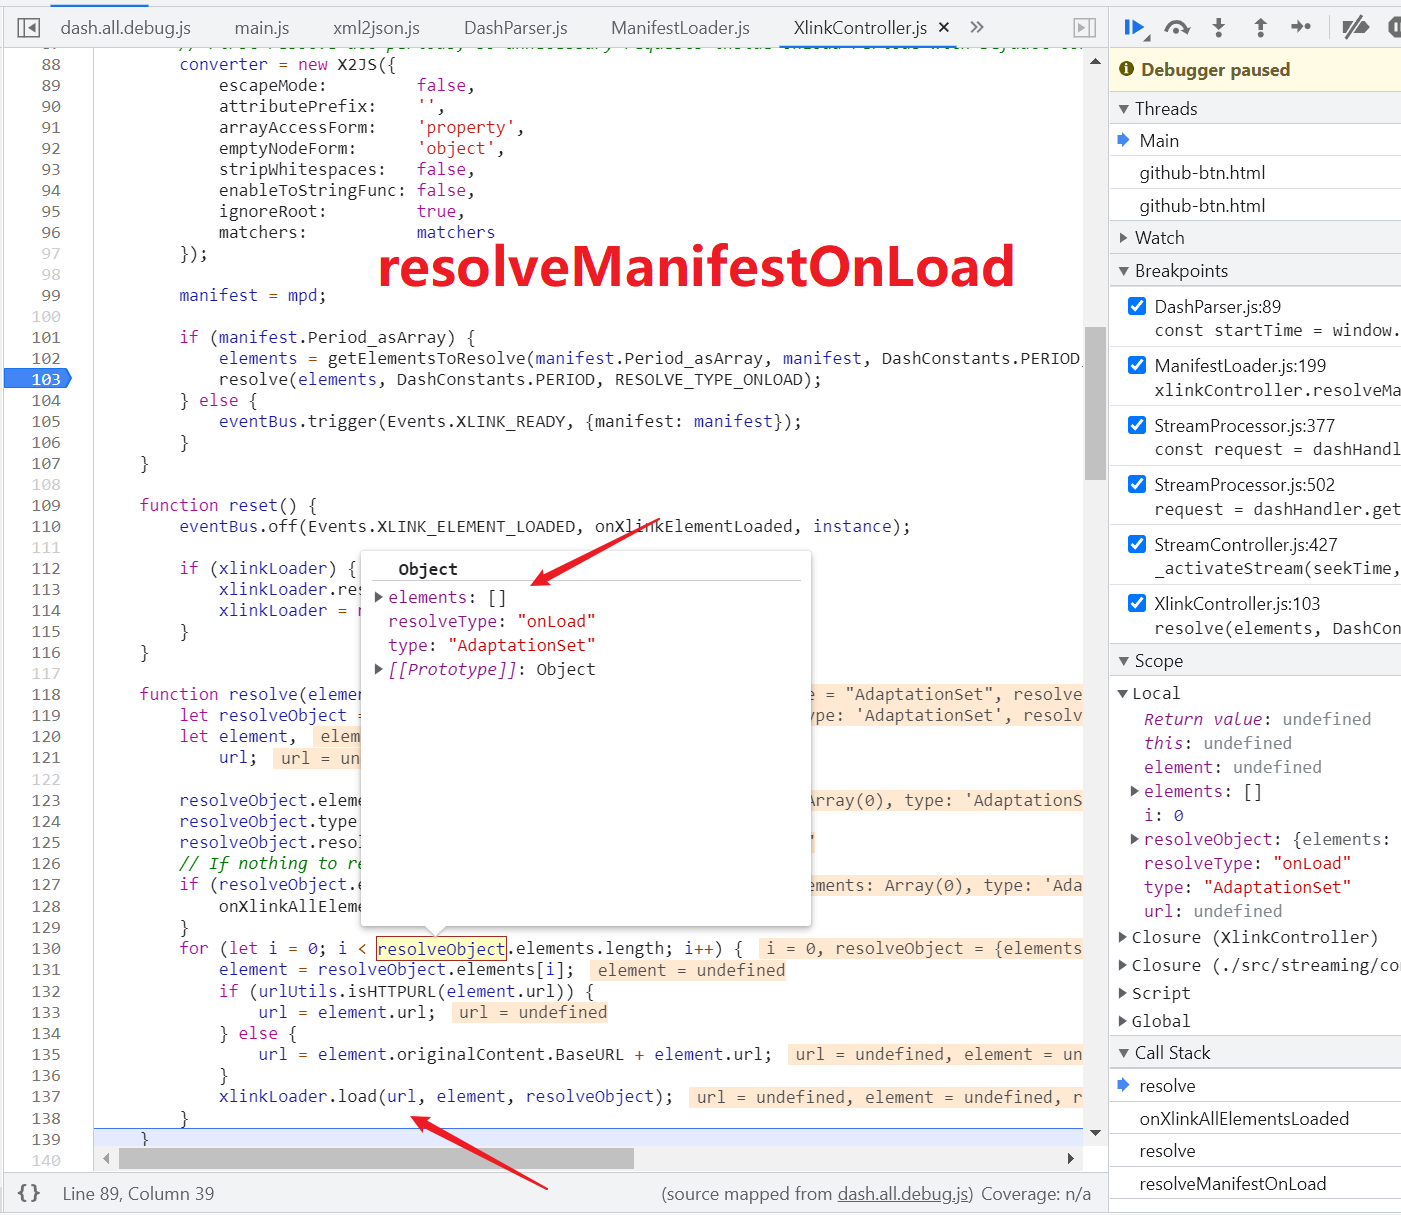 dash.all.debug.js main.js xml2json.js DashParser.js ManifestLoader.js XlinkController.js × »
88 converter = new X2JS({
89 escapeMode: false,
90 attributePrefix: '',
91 arrayAccessForm: 'property',
92 emptyNodeForm: 'object',
93 stripWhitespaces: false,
94 enableToStringFunc: false,
95 ignoreRoot: true,
96 matchers: matchers
97 });
resolveManifestOnLoad
98
99 manifest = mpd;
100
101 if (manifest.Period_asArray) {
102 elements = getElementsToResolve(manifest.Period_asArray, manifest, DashConstants.PERIOD,
103 resolve(elements, DashConstants.PERIOD, RESOLVE_TYPE_ONLOAD);
104 } else {
105 eventBus.trigger(Events.XLINK_READY, {manifest: manifest});
106 }
107 }
108
109 function reset() {
110 eventBus.off(Events.XLINK_ELEMENT_LOADED, onXlinkElementLoaded, instance);
111
112 if (xlinkLoader) {
113 xlinkLoader.res
114 xlinkLoader = r
115 }
116 }
117
118 function resolve(elemen e = "AdaptationSet", resolve
119 let resolveObject = ype: 'AdaptationSet', resolv
120 let element, elem
121 url; url = un
122
123 resolveObject.eleme Array(0), type: 'AdaptationS
124 resolveObject.type
125 resolveObject.resol
126 // If nothing to re
127 if (resolveObject.e ements: Array(0), type: 'Ada
128 onXlinkAllEleme
129 }
130 for (let i = 0; i < resolveObject.elements.length; i++) { i = 0, resolveObject = {elements
131 element = resolveObject.elements[i]; element = undefined
132 if (urlUtils.isHTTPURL(element.url)) {
133 url = element.url; url = undefined
134 } else {
135 url = element.originalContent.BaseURL + element.url; url = undefined, element = un
136 }
137 xlinkLoader.load(url, element, resolveObject); url = undefined, element = undefined, r
138 }
139 }
140
Object
elements: []
resolveType: "onLoad"
type: "AdaptationSet"
[[Prototype]]: Object
{} Line 89, Column 39 (source mapped from dash.all.debug.js) Coverage: n/a
Debugger paused
Threads
Main
github-btn.html
github-btn.html
Watch
Breakpoints
DashParser.js:89
const startTime = window.
ManifestLoader.js:199
xlinkController.resolveMa
StreamProcessor.js:377
const request = dashHandl
StreamProcessor.js:502
request = dashHandler.get
StreamController.js:427
_activateStream(seekTime,
XlinkController.js:103
resolve(elements, DashCon
Scope
Local
Return value: undefined
this: undefined
element: undefined
elements: []
i: 0
resolveObject: {elements:
resolveType: "onLoad"
type: "AdaptationSet"
url: undefined
Closure (XlinkController)
Closure (./src/streaming/co
Script
Global
Call Stack
resolve
onXlinkAllElementsLoaded
resolve
resolveManifestOnLoad